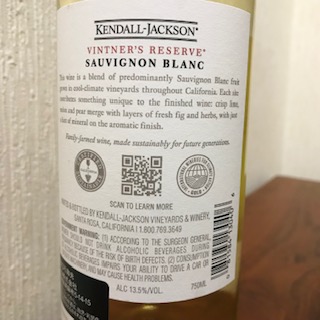 KENDALL-JACKSON®
VINTNER'S RESERVE®
SAUVIGNON BLANC
This wine is a blend of predominantly Sauvignon Blanc fruit
grown in cool-climate vineyards throughout California. Each site
contributes something unique to the finished wine: crisp lime,
melon and pear merge with layers of fresh fig and herbs, with just
hint of mineral on the aromatic finish.
Family-farmed wine, made sustainably for future generations.
SCAN TO LEARN MORE
BOTTLED BY KENDALL-JACKSON VINEYARDS & WINERY,
SANTA ROSA, CALIFORNIA | 1.800.769.3649
GOVERNMENT WARNING: (1) ACCORDING TO THE SURGEON GENERAL,
WOMEN SHOULD NOT DRINK ALCOHOLIC BEVERAGES DURING
BECAUSE OF THE RISK OF BIRTH DEFECTS. (2) CONSUMPTION
BEVERAGES IMPAIRS YOUR ABILITY TO DRIVE A CAR OR
AND MAY CAUSE HEALTH PROBLEMS.
ALC 13.5%/VOL. 750ML